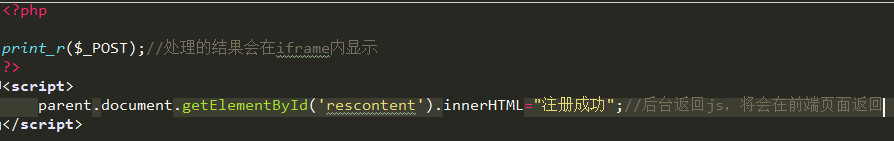 <?php
print_r($_POST);//处理的结果会在iframe内显示
?>
<script>
parent.document.getElementById('rescontent').innerHTML="注册成功";//后台返回js，将会在前端页面返回
</script>